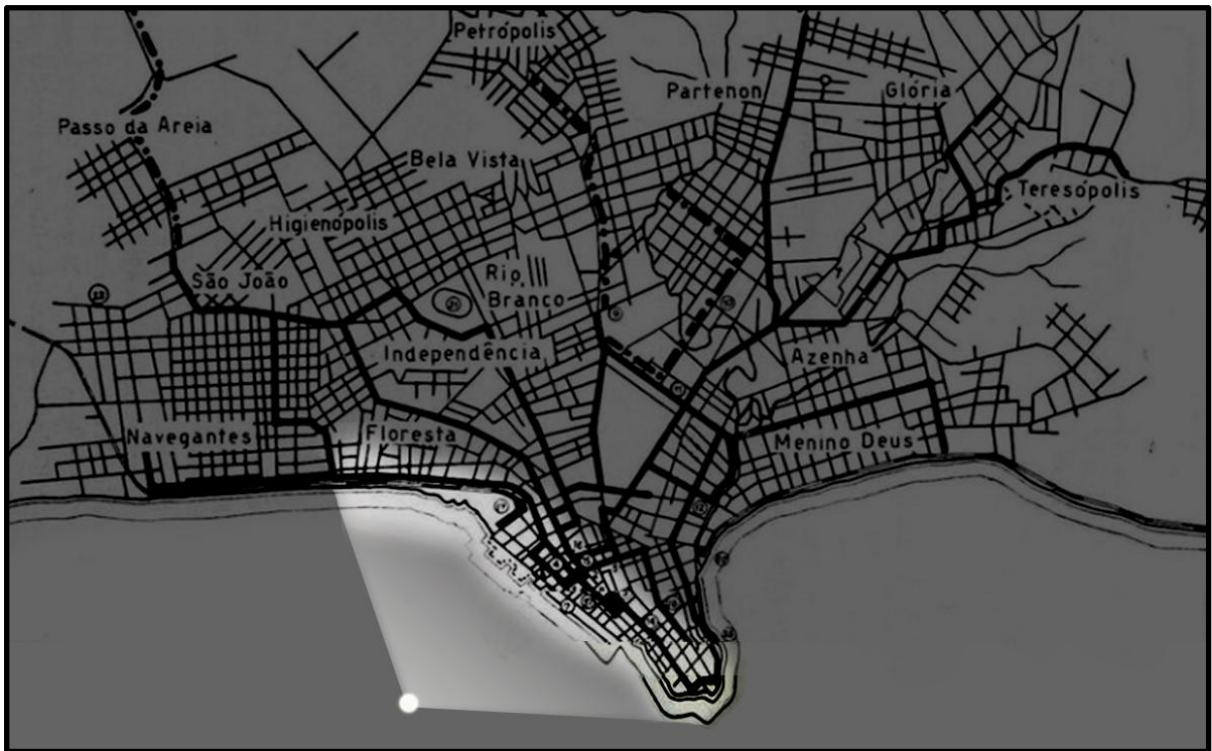 Petrópolis
Partenon
Glória
Passo da Areia
Bela Vista
Teresópolis
Higienópolis
São João
Rio
Branco
Independência
Azenha
Navegantes
Floresta
Menino Deus